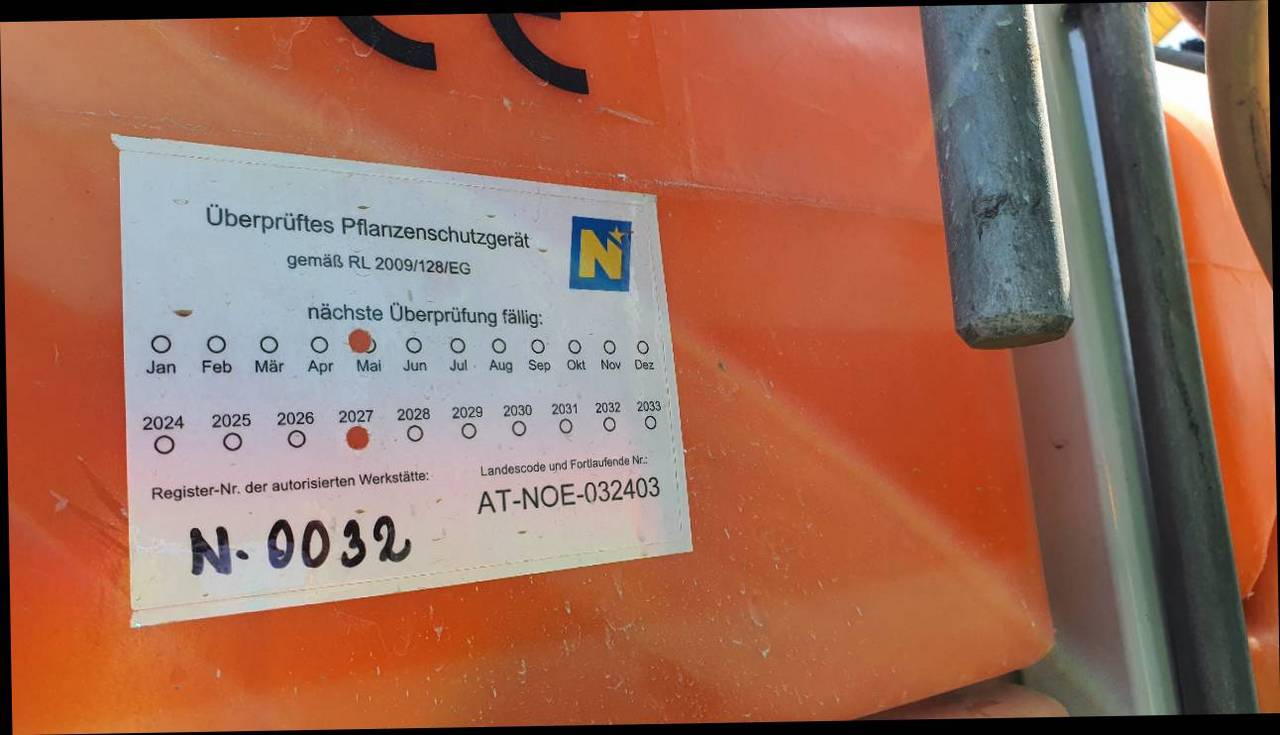 CE
Überprüftes Pflanzenschutzgerät
gemäß RL 2009/128/EG
N
nächste Überprüfung fällig:
Jan Feb Mär Apr Mai Jun Jul Aug Sep Okt Nov Dez
2024 2025 2026 2027 2028 2029 2030 2031 2032 2033
Register-Nr. der autorisierten Werkstätte:
N. 0032
Landescode und Fortlaufende Nr.:
AT-NOE-032403